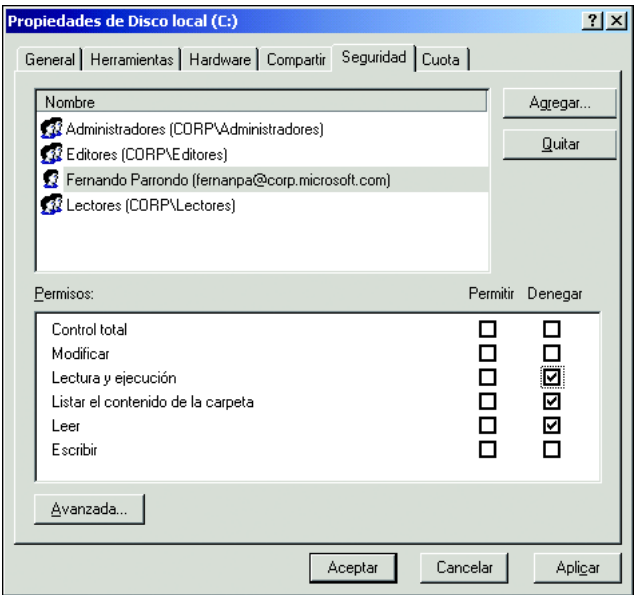 Propiedades de Disco local (C:)
General Herramientas Hardware Compartir Seguridad Cuota
Nombre
Agregar...
Administradores (CORP\Administradores)
Editores (CORP\Editores)
Quitar
Fernando Parrondo (fernanpa@corp.microsoft.com)
Lectores (CORP\Lectores)
Permisos: Permitir Denegar
Control total
Modificar
Lectura y ejecución
Listar el contenido de la carpeta
Leer
Escribir
Avanzada...
Aceptar Cancelar Aplicar